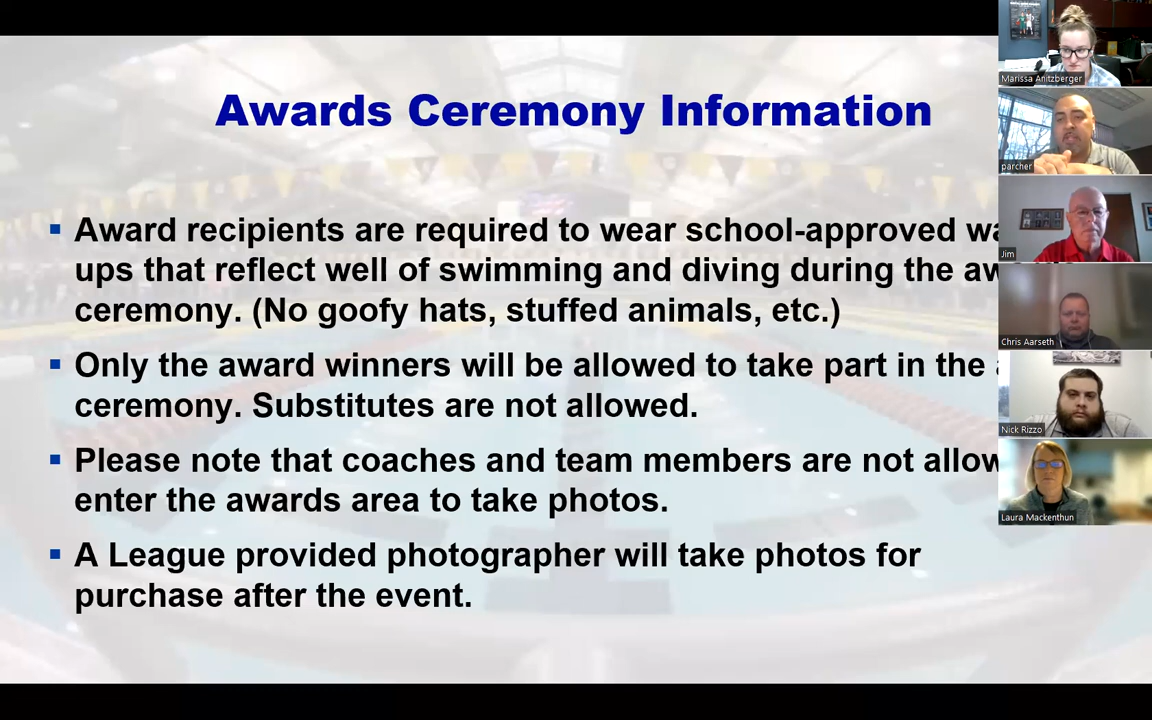 Awards Ceremony Information
▪ Award recipients are required to wear school-approved
ups that reflect well of swimming and diving during the
ceremony. (No goofy hats, stuffed animals, etc.)
▪ Only the award winners will be allowed to take part in the
ceremony. Substitutes are not allowed.
▪ Please note that coaches and team members are not
enter the awards area to take photos.
▪ A League provided photographer will take photos for
purchase after the event.
Marissa Anitzberger
parcher
Jim
Chris Aarseth
Nick Rizzo
Laura Mackenthun